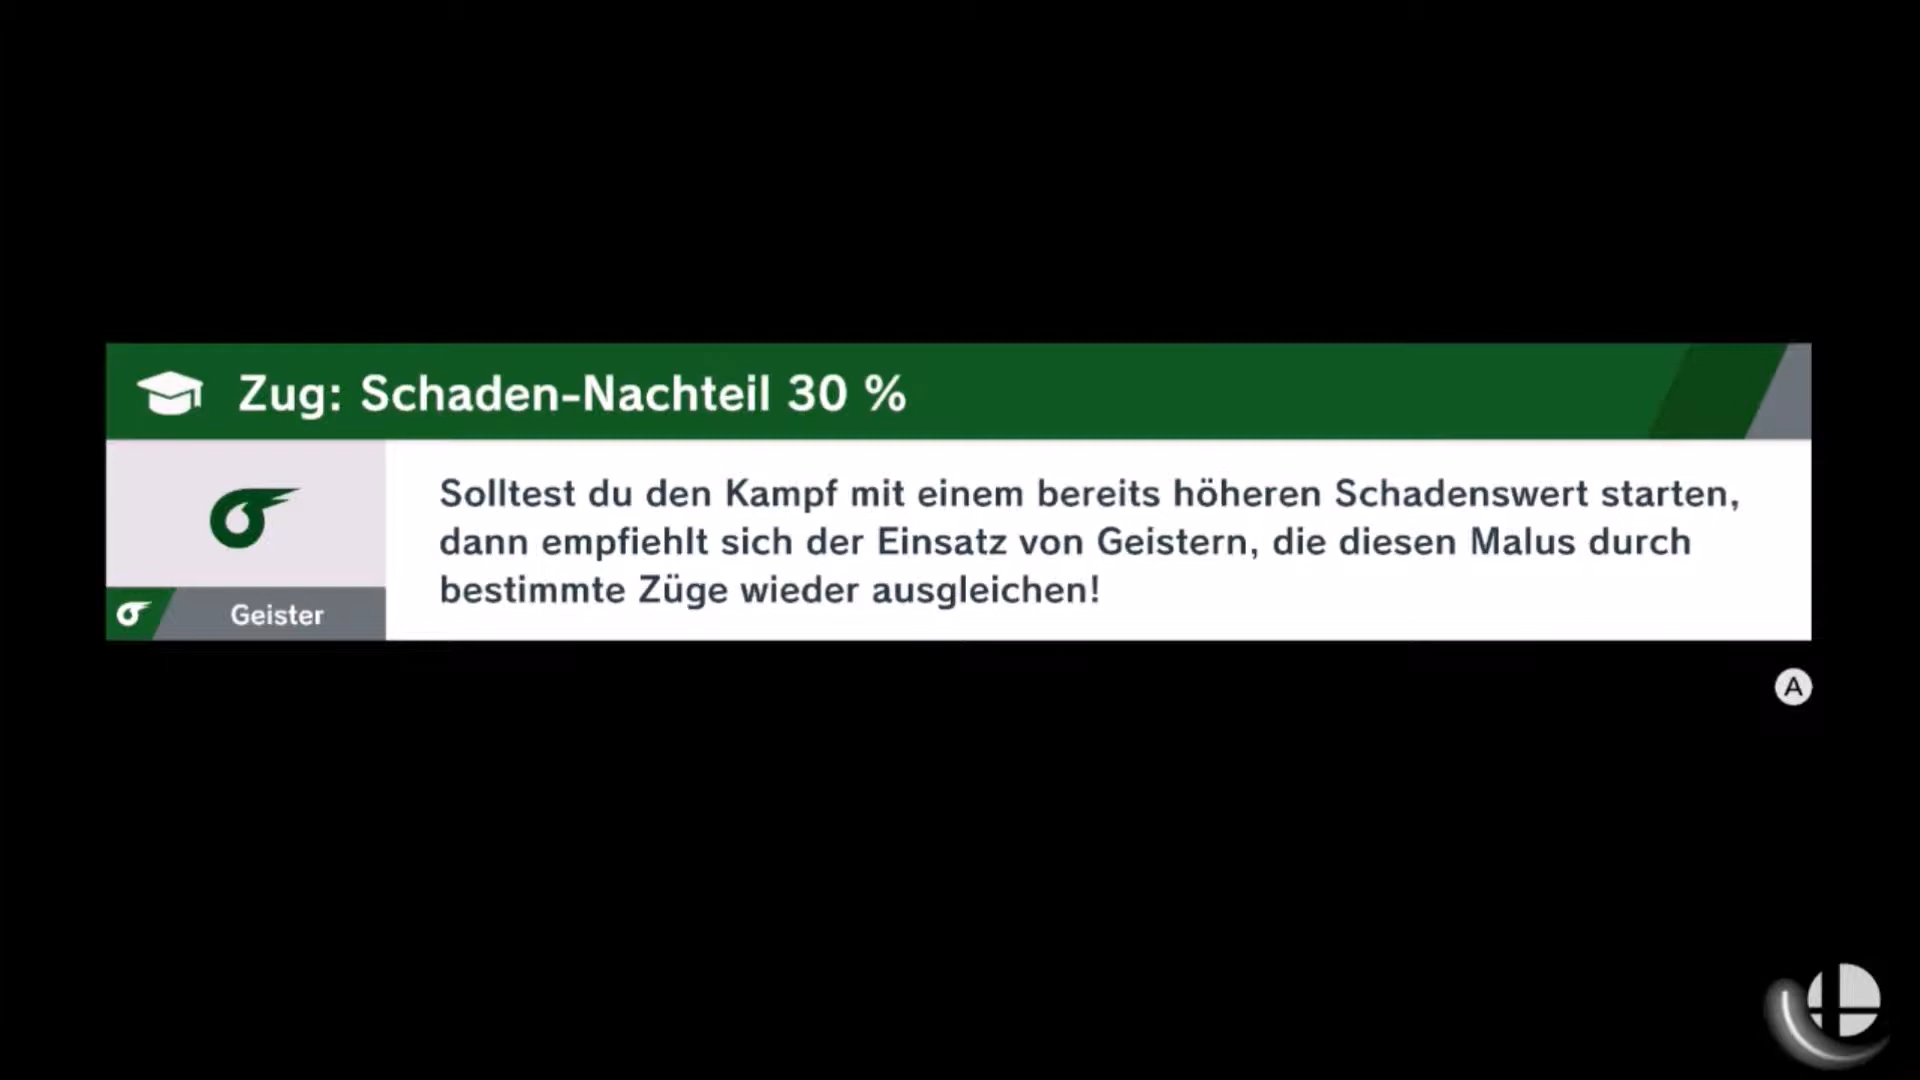 Zug: Schaden-Nachteil 30 %
Solltest du den Kampf mit einem bereits höheren Schadenswert starten,
dann empfiehlt sich der Einsatz von Geistern, die diesen Malus durch
bestimmte Züge wieder ausgleichen!
Geister
A